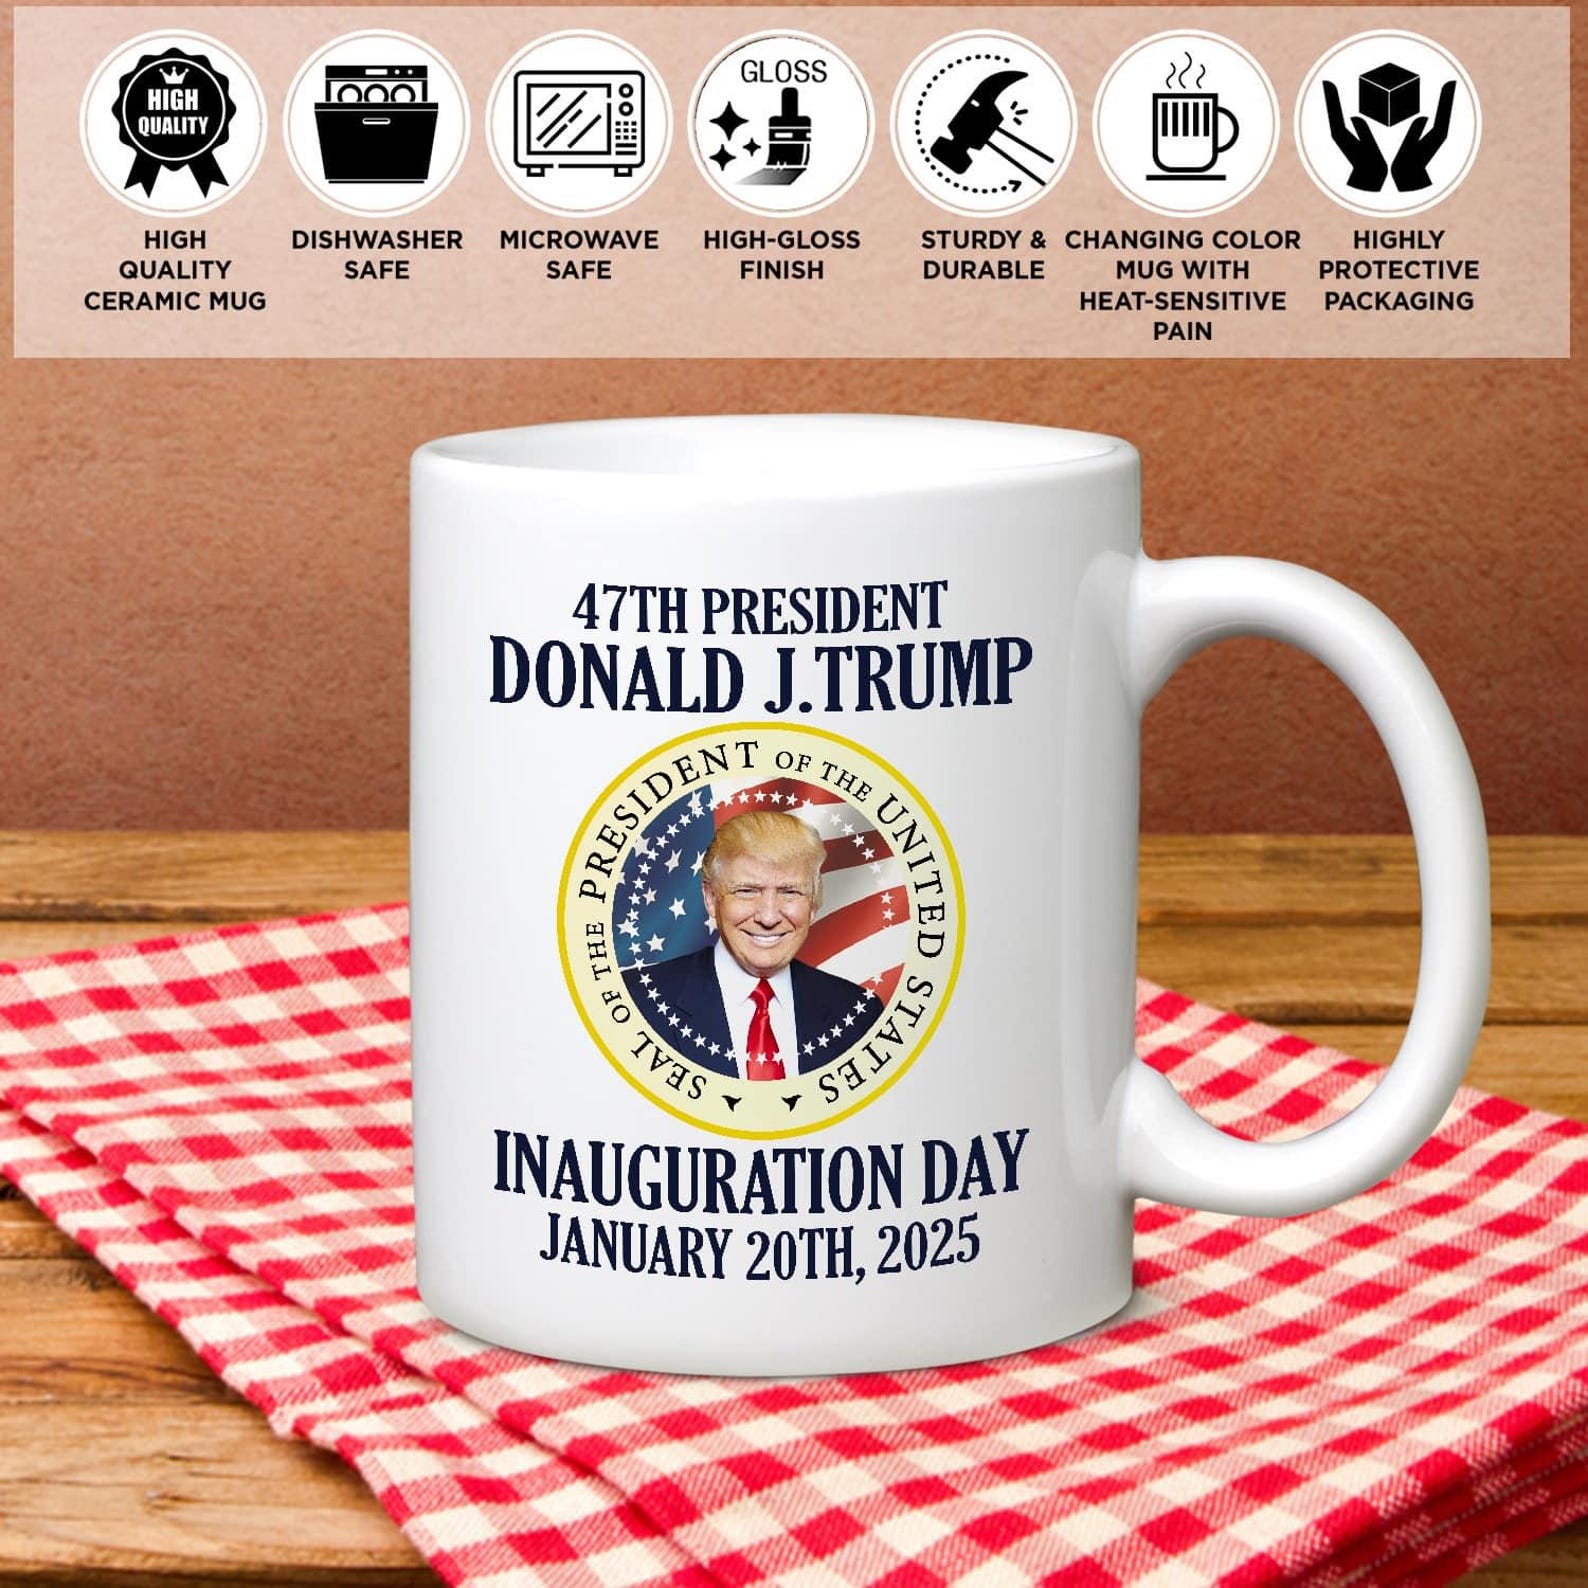 HIGH
QUALITY
GLOSS
HIGH
QUALITY
CERAMIC MUG
DISHWASHER
SAFE
MICROWAVE
SAFE
HIGH-GLOSS
FINISH
STURDY &
DURABLE
CHANGING COLOR
MUG WITH
HEAT-SENSITIVE
PAIN
HIGHLY
PROTECTIVE
PACKAGING
47TH PRESIDENT
DONALD J. TRUMP
SEAL OF THE PRESIDENT OF THE UNITED STATES
INAUGURATION DAY
JANUARY 20TH, 2025